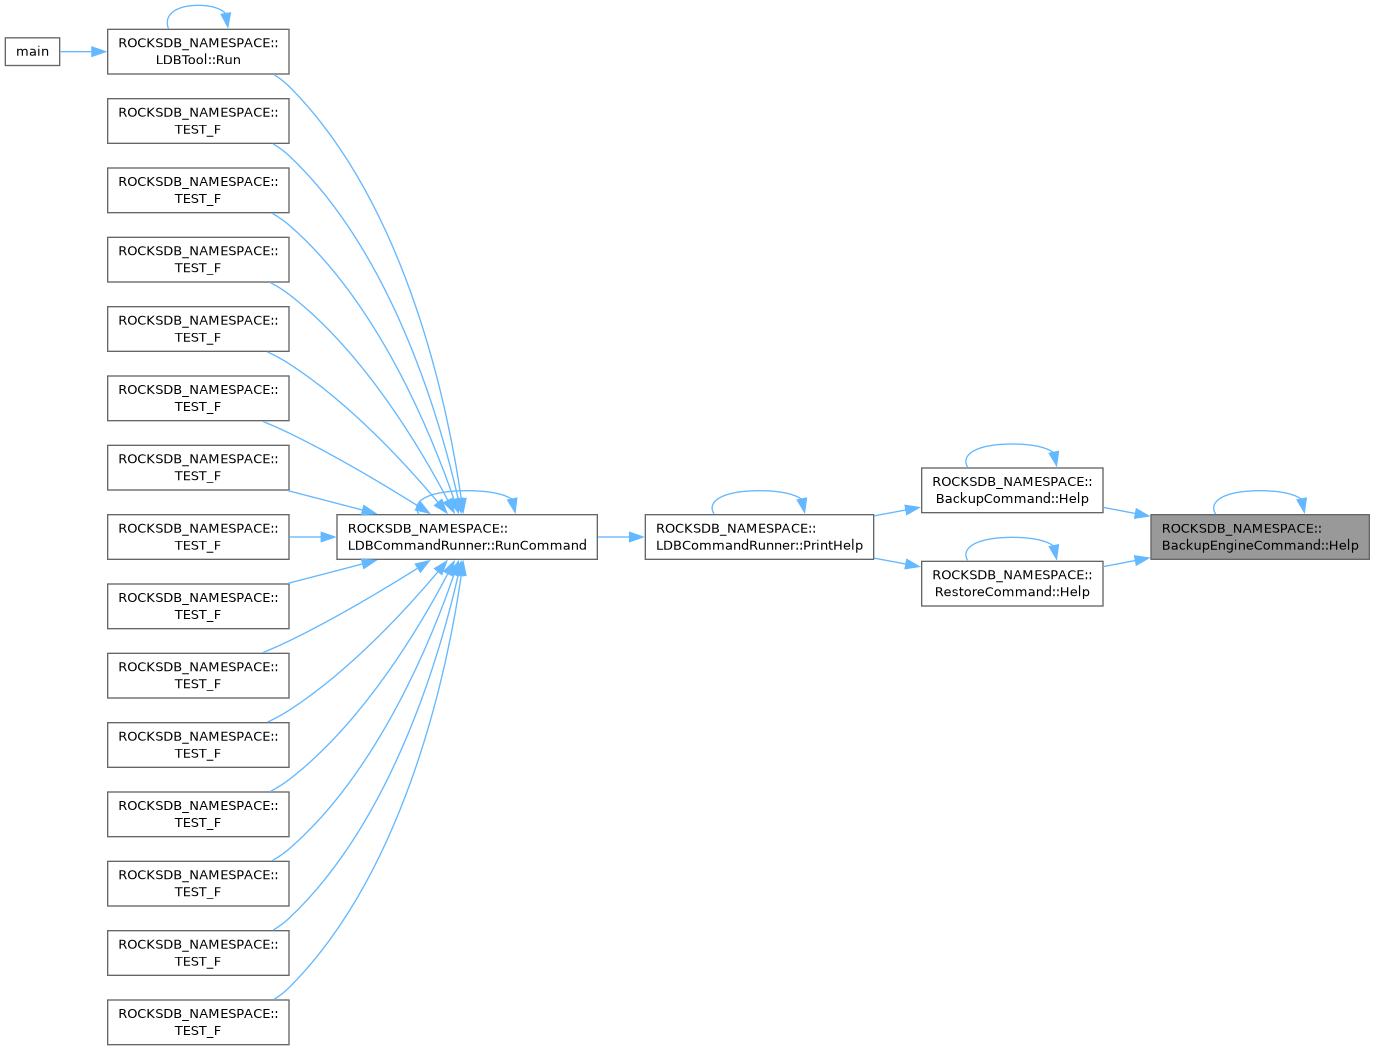 main
ROCKSDB_NAMESPACE::
LDBTool::Run
ROCKSDB_NAMESPACE::
TEST_F
ROCKSDB_NAMESPACE::
TEST_F
ROCKSDB_NAMESPACE::
TEST_F
ROCKSDB_NAMESPACE::
TEST_F
ROCKSDB_NAMESPACE::
TEST_F
ROCKSDB_NAMESPACE::
TEST_F
ROCKSDB_NAMESPACE::
TEST_F
ROCKSDB_NAMESPACE::
TEST_F
ROCKSDB_NAMESPACE::
TEST_F
ROCKSDB_NAMESPACE::
TEST_F
ROCKSDB_NAMESPACE::
TEST_F
ROCKSDB_NAMESPACE::
TEST_F
ROCKSDB_NAMESPACE::
TEST_F
ROCKSDB_NAMESPACE::
TEST_F
ROCKSDB_NAMESPACE::
LDBCommandRunner::RunCommand
ROCKSDB_NAMESPACE::
LDBCommandRunner::PrintHelp
ROCKSDB_NAMESPACE::
BackupCommand::Help
ROCKSDB_NAMESPACE::
RestoreCommand::Help
ROCKSDB_NAMESPACE::
BackupEngineCommand::Help